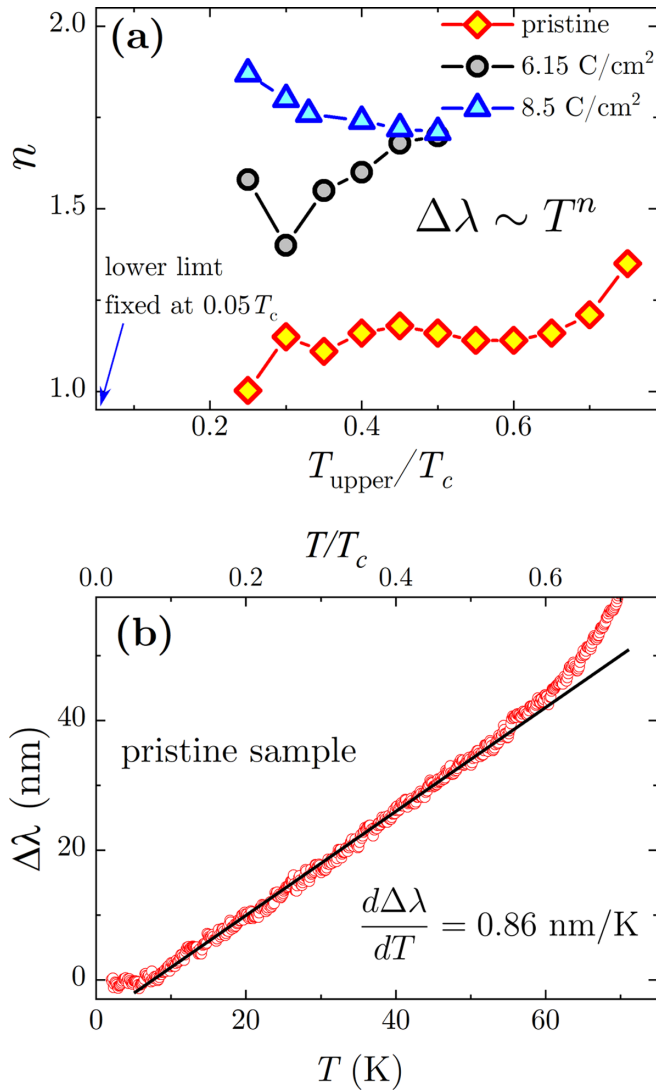 (a)
pristine
6.15 C/cm²
8.5 C/cm²
2.0
1.5
1.0
n
Δλ ∼ Tⁿ
lower limt
fixed at 0.05T_c
0.2 0.4 0.6
T_upper/T_c
T/T_c
0.0 0.2 0.4 0.6
(b)
pristine sample
40
20
0
Δλ (nm)
dΔλ/dT = 0.86 nm/K
0 20 40 60
T (K)